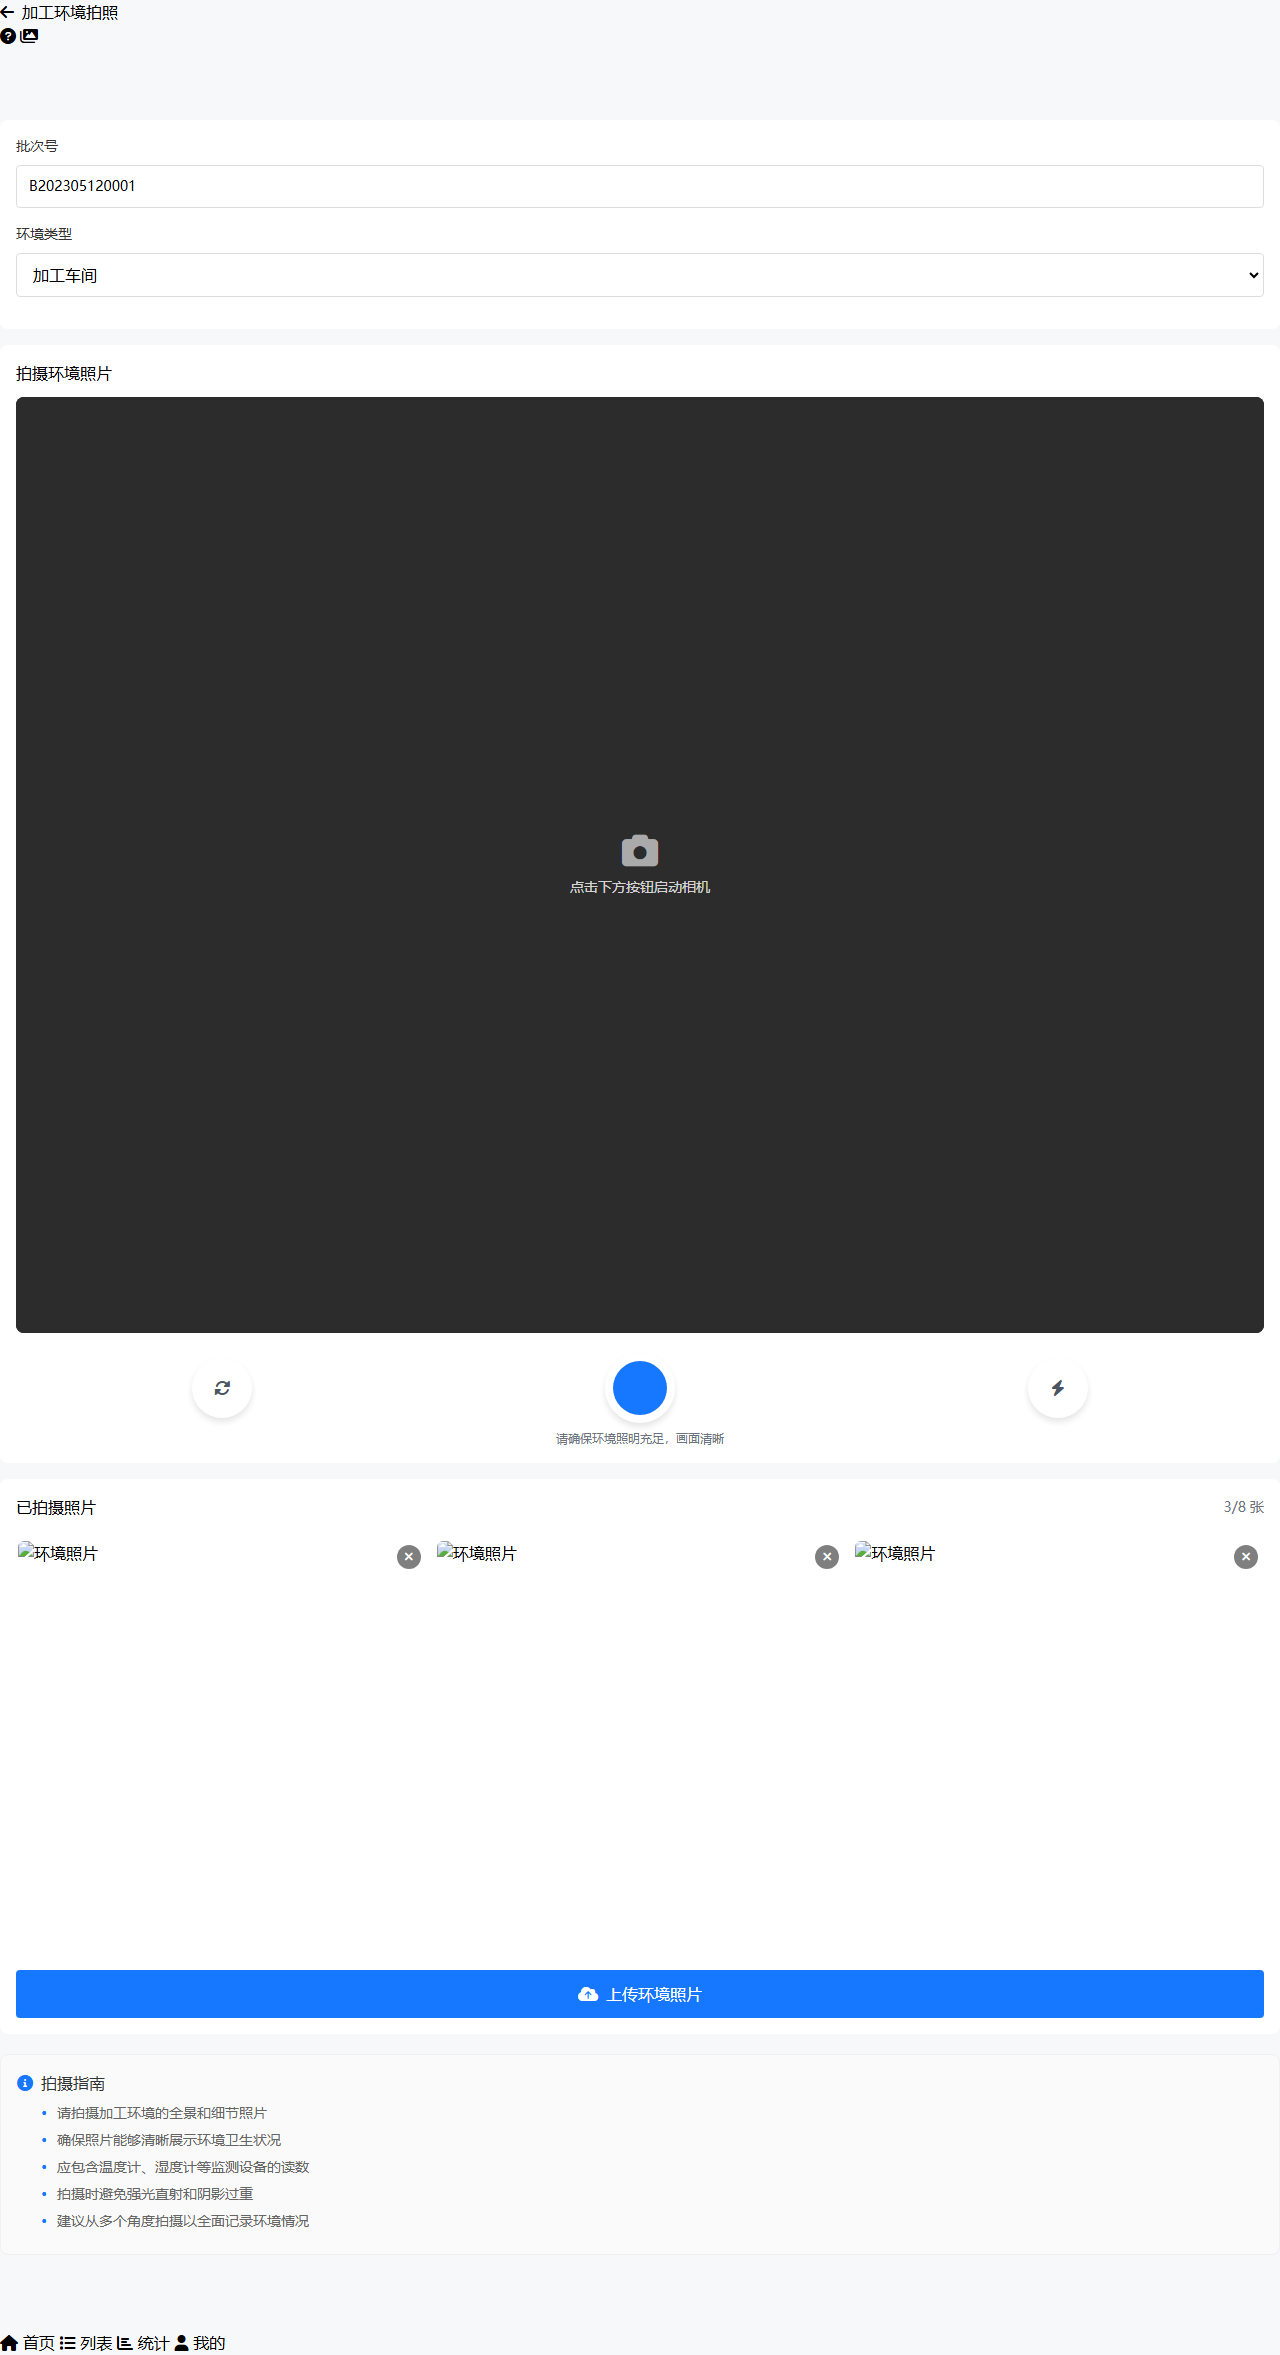 加工环境拍照
批次号
B202305120001
环境类型
加工车间
拍摄环境照片
点击下方按钮启动相机
请确保环境照明充足，画面清晰
已拍摄照片 3/8 张
环境照片 环境照片 环境照片
上传环境照片
拍摄指南
• 请拍摄加工环境的全景和细节照片
• 确保照片能够清晰展示环境卫生状况
• 应包含温度计、湿度计等监测设备的读数
• 拍摄时避免强光直射和阴影过重
• 建议从多个角度拍摄以全面记录环境情况
首页 列表 统计 我的